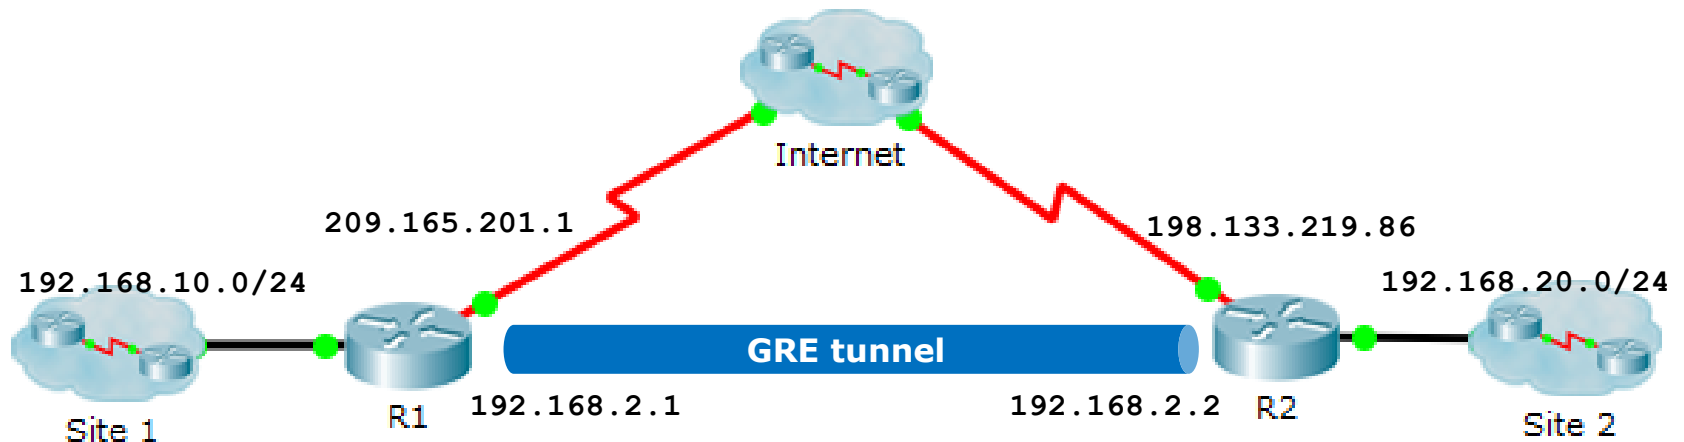 Internet
209.165.201.1
198.133.219.86
192.168.10.0/24
192.168.20.0/24
GRE tunnel
192.168.2.1
192.168.2.2
R1
R2
Site 1
Site 2